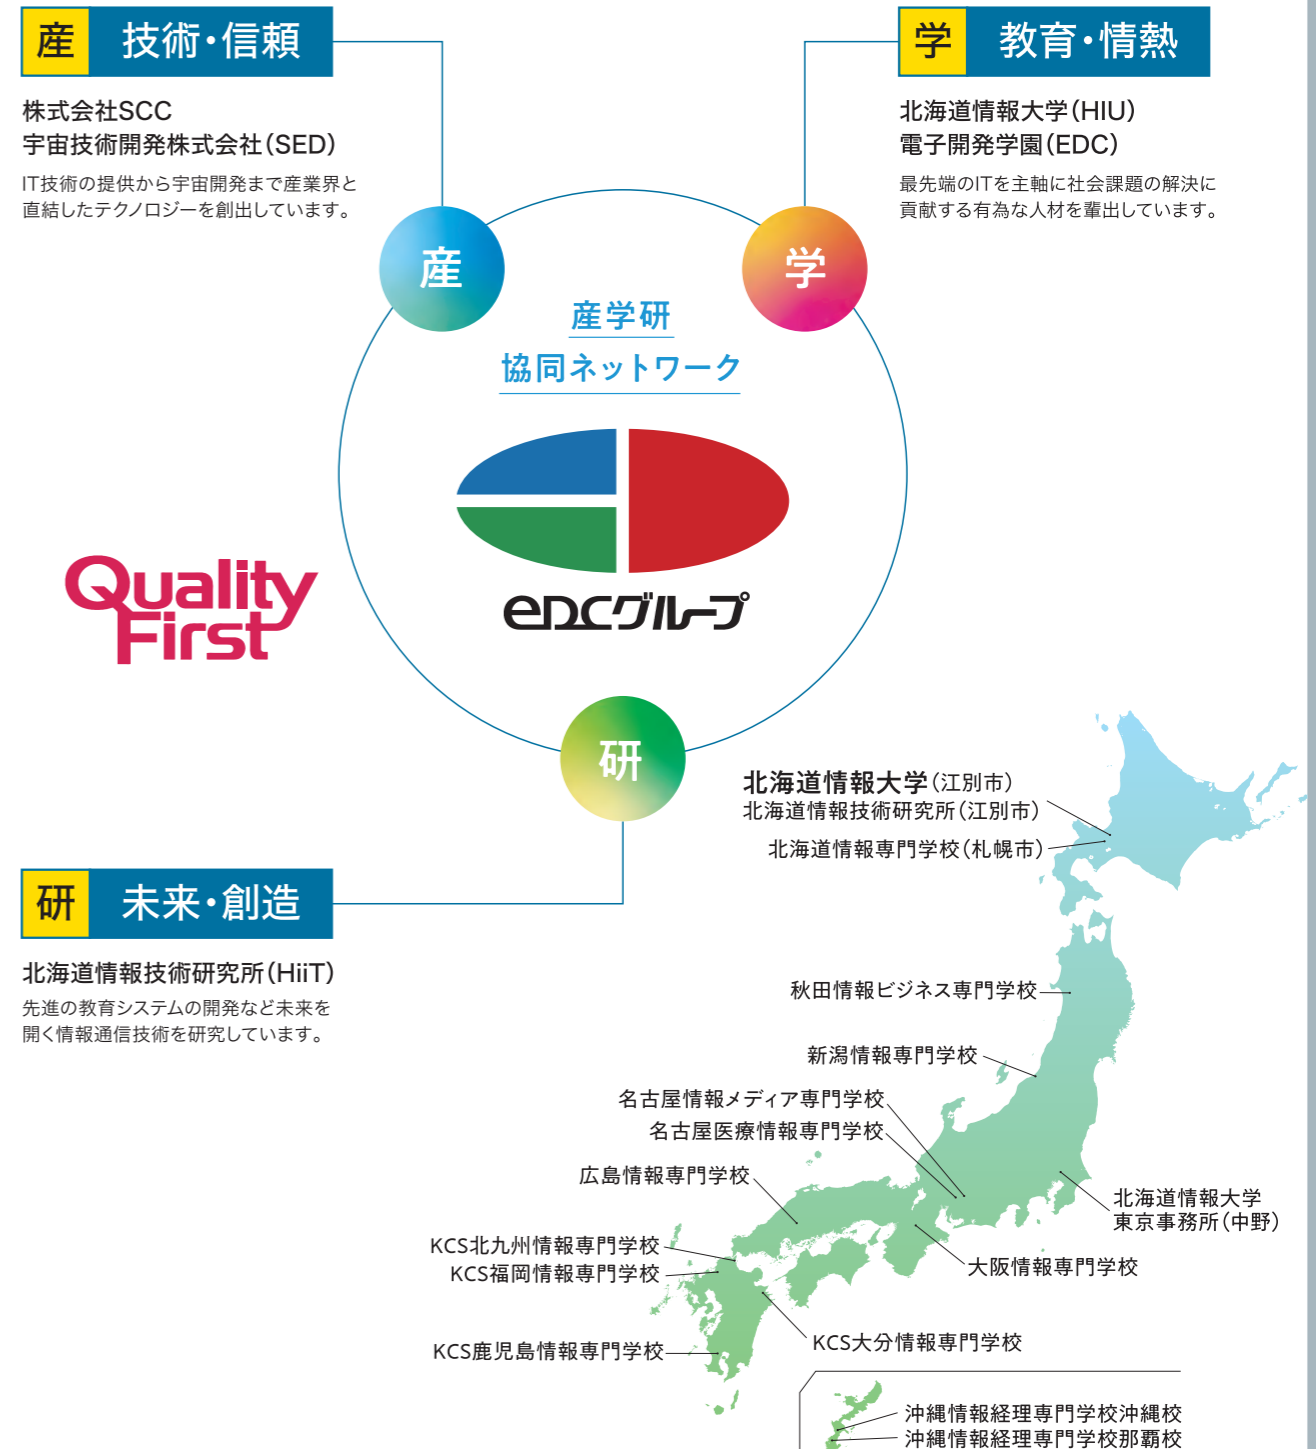 産 技術・信頼
株式会社SCC
宇宙技術開発株式会社(SED)
IT技術の提供から宇宙開発まで産業界と
直結したテクノロジーを創出しています。
学 教育・情熱
北海道情報大学(HIU)
電子開発学園(EDC)
最先端のITを主軸に社会課題の解決に
貢献する有為な人材を輩出しています。
産
学
産学研
協同ネットワーク
eDCグループ
Quality
First
研
研 未来・創造
北海道情報技術研究所(HiiT)
先進の教育システムの開発など未来を
開く情報通信技術を研究しています。
北海道情報大学(江別市)
北海道情報技術研究所(江別市)
北海道情報専門学校(札幌市)
秋田情報ビジネス専門学校
新潟情報専門学校
名古屋情報メディア専門学校
名古屋医療情報専門学校
広島情報専門学校
北海道情報大学
東京事務所(中野)
KCS北九州情報専門学校
KCS福岡情報専門学校
大阪情報専門学校
KCS大分情報専門学校
KCS鹿児島情報専門学校
沖縄情報経理専門学校沖縄校
沖縄情報経理専門学校那覇校